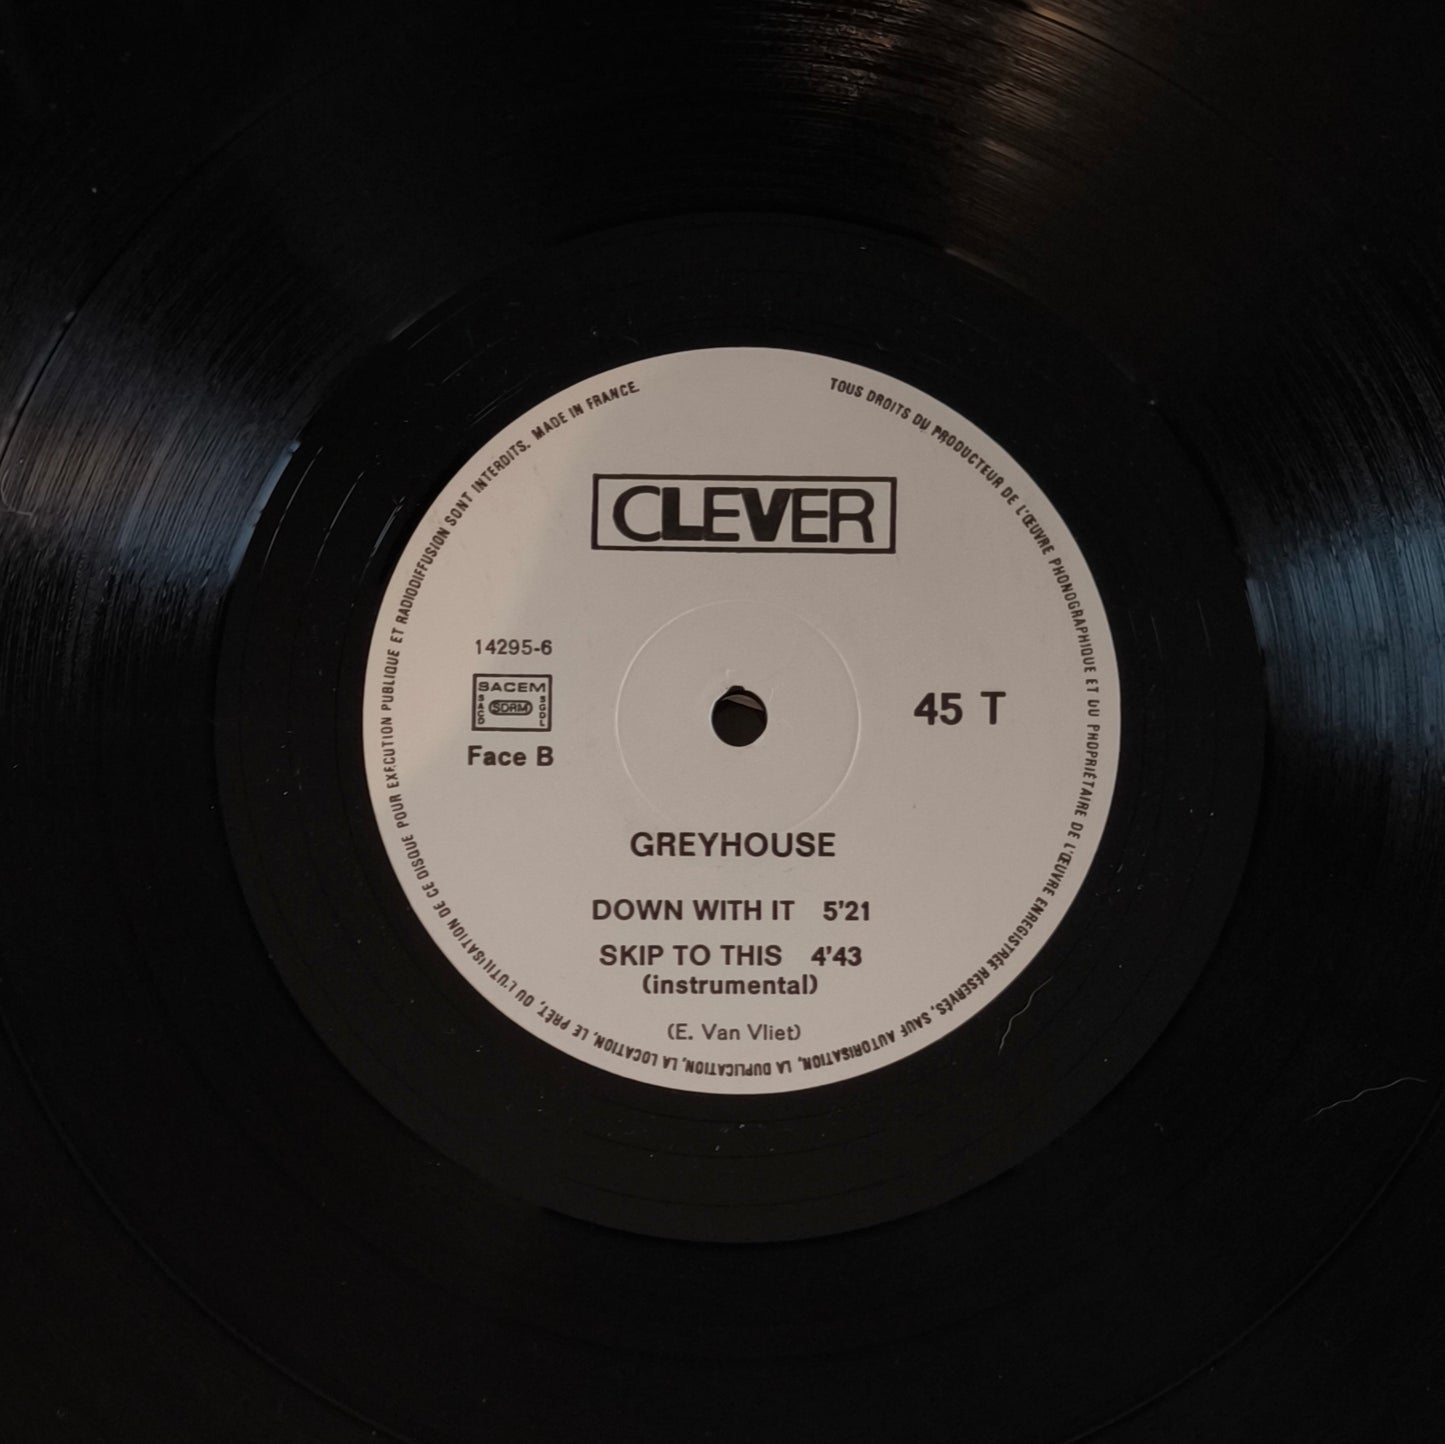 TOUS DROITS DU PRODUCTEUR DE L'ŒUVRE PHONOGRAPHIQUE ET DU PROPRIÉTAIRE DE L'ŒUVRE ENREGISTRÉE RÉSERVÉS, SAUF AUTORISATION, LA DUPLICATION, LA LOCATION, LE PRÊT, OU L'UTILISATION DE CE DISQUE POUR EXÉCUTION PUBLIQUE ET RADIODIFFUSION SONT INTERDITS. MADE IN FRANCE.
CLEVER
14295-6
SACEM
SACD
SDRM
SGDL
Face B
45 T
GREYHOUSE
DOWN WITH IT 5'21
SKIP TO THIS 4'43
(instrumental)
(E. Van Vliet)